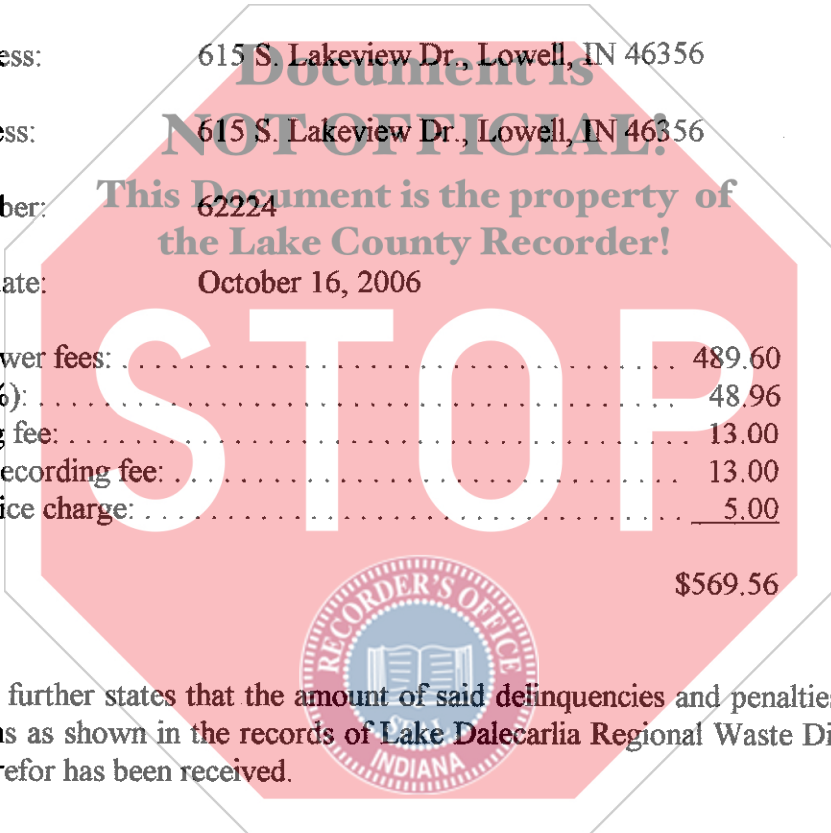 ess: 615 S. Lakeview Dr., Lowell, IN 46356
Document is
ess: 615 S. Lakeview Dr., Lowell, IN 46356
NOT OFFICIAL!
ber: 62224
This Document is the property of
the Lake County Recorder!
ate: October 16, 2006
STOP
wer fees: 489.60
%): 48.96
g fee: 13.00
ecording fee: 13.00
ice charge: 5.00
$569.56
RECORDER'S OFFICE
SEAL
INDIANA
further states that the amount of said delinquencies and penalties
as as shown in the records of Lake Dalecarlia Regional Waste Di
refor has been received.